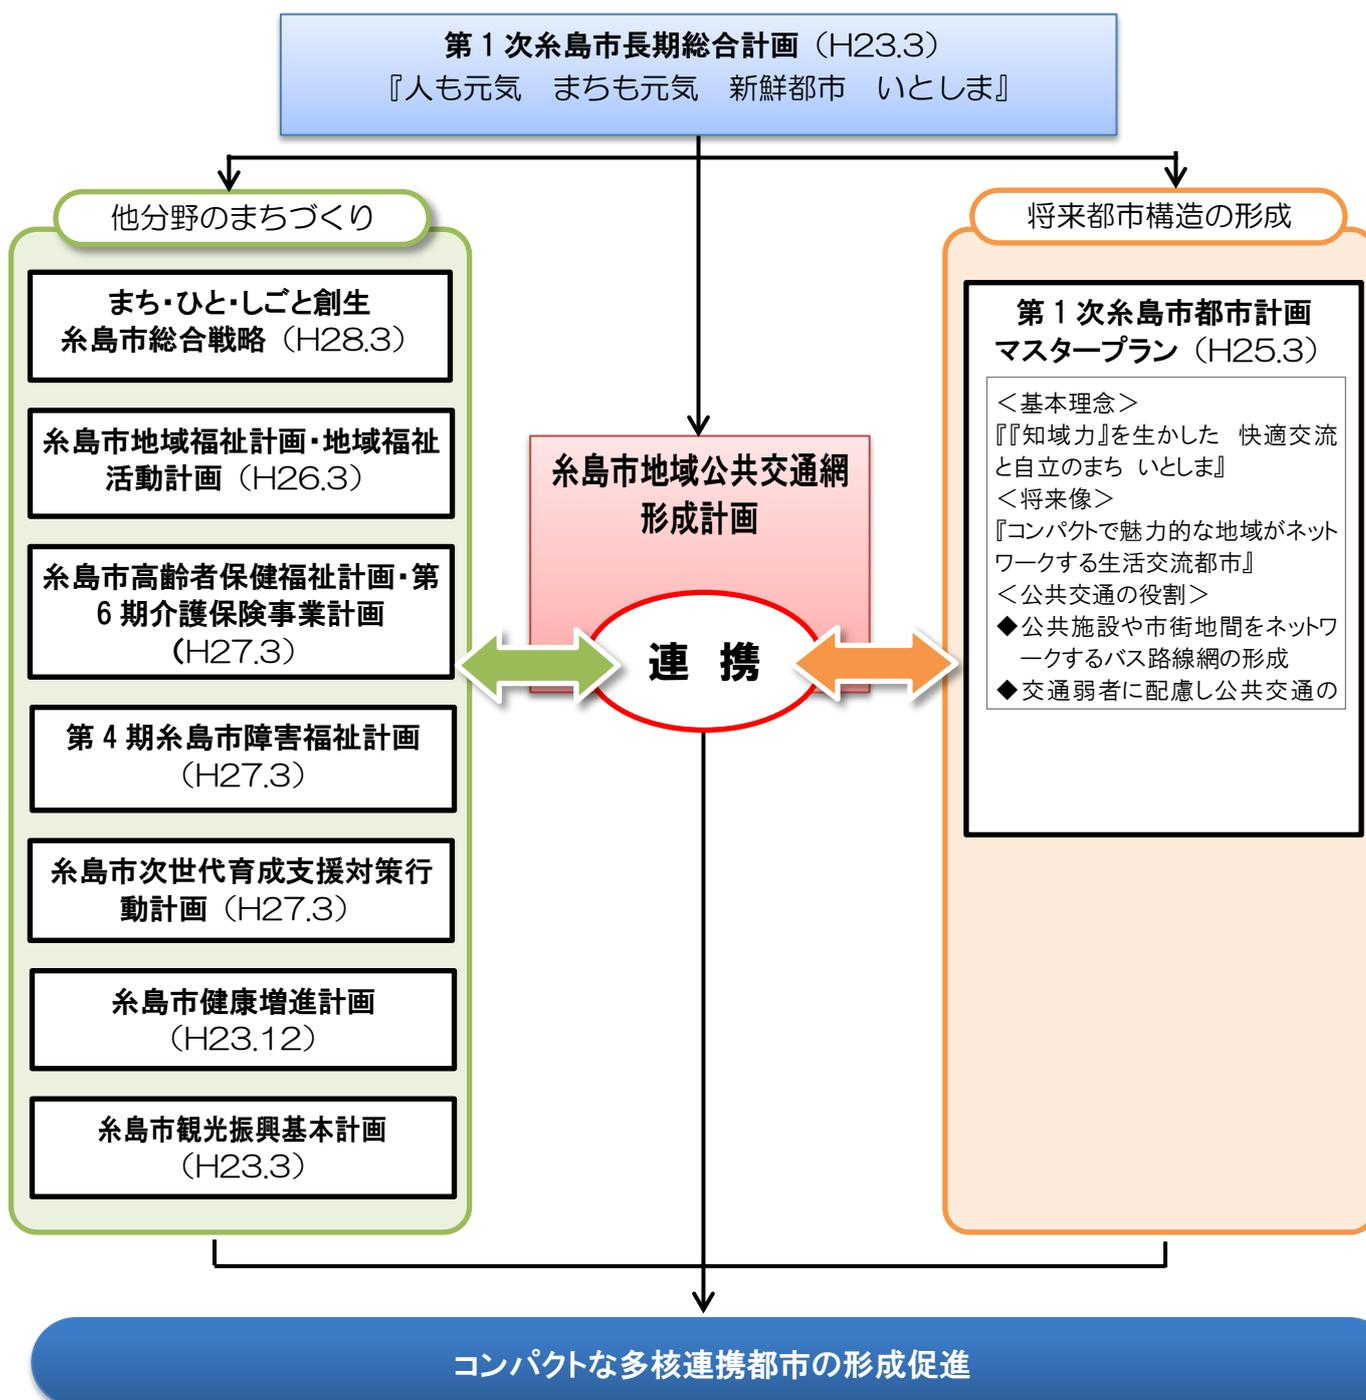 第1次糸島市長期総合計画（H23.3）
『人も元気　まちも元気　新鮮都市　いとしま』
他分野のまちづくり
まち・ひと・しごと創生
糸島市総合戦略（H28.3）
糸島市地域福祉計画・地域福祉
活動計画（H26.3）
糸島市高齢者保健福祉計画・第
6期介護保険事業計画
（H27.3）
第4期糸島市障害福祉計画
（H27.3）
糸島市次世代育成支援対策行
動計画（H27.3）
糸島市健康増進計画
（H23.12）
糸島市観光振興基本計画
（H23.3）
糸島市地域公共交通網
形成計画
連　携
将来都市構造の形成
第1次糸島市都市計画
マスタープラン（H25.3）
＜基本理念＞
『『知域力』を生かした　快適交流
と自立のまち　いとしま』
＜将来像＞
『コンパクトで魅力的な地域がネット
ワークする生活交流都市』
＜公共交通の役割＞
◆公共施設や市街地間をネットワ
ークするバス路線網の形成
◆交通弱者に配慮し公共交通の
コンパクトな多核連携都市の形成促進